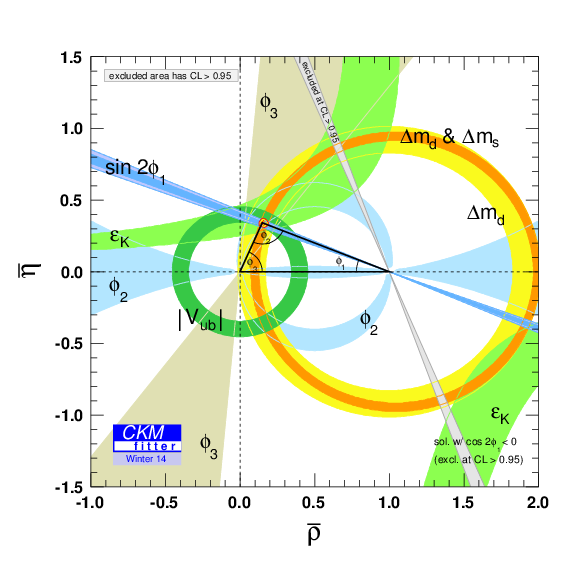 1.5
excluded area has CL > 0.95
excluded at CL > 0.95
ϕ3
1.0
Δmd & Δms
sin 2ϕ1
0.5
Δmd
εK
ϕ2
ϕ1
η̅
0.0
ϕ3
ϕ2
|Vub|
ϕ2
-0.5
-1.0
εK
CKM
fitter
Winter 14
ϕ3
sol. w/ cos 2ϕ1 < 0
(excl. at CL > 0.95)
-1.5
-1.0 -0.5 0.0 0.5 1.0 1.5 2.0
ρ̅